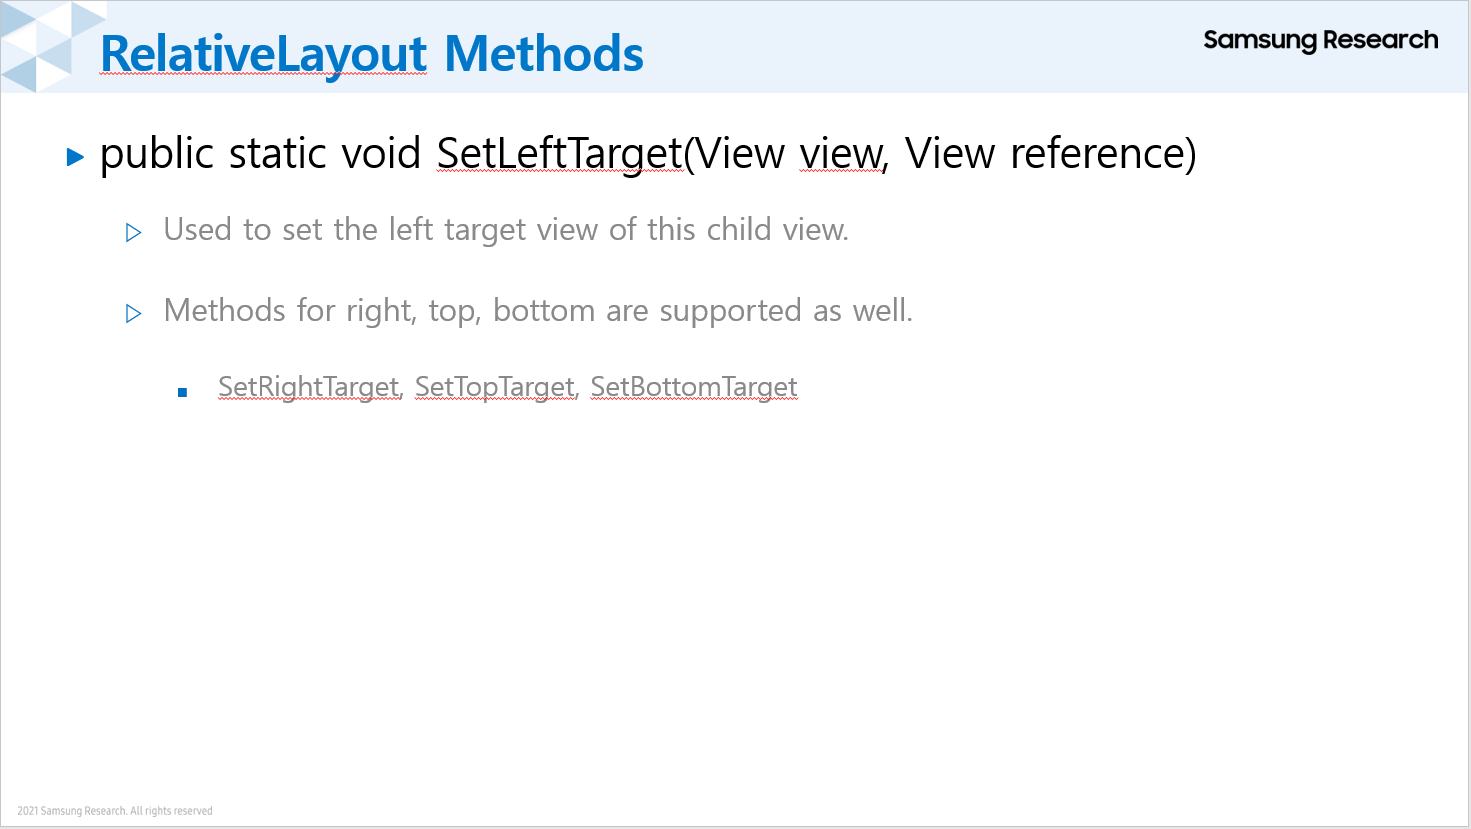 RelativeLayout Methods
Samsung Research
public static void SetLeftTarget(View view, View reference)
Used to set the left target view of this child view.
Methods for right, top, bottom are supported as well.
SetRightTarget, SetTopTarget, SetBottomTarget
2021 Samsung Research. All rights reserved